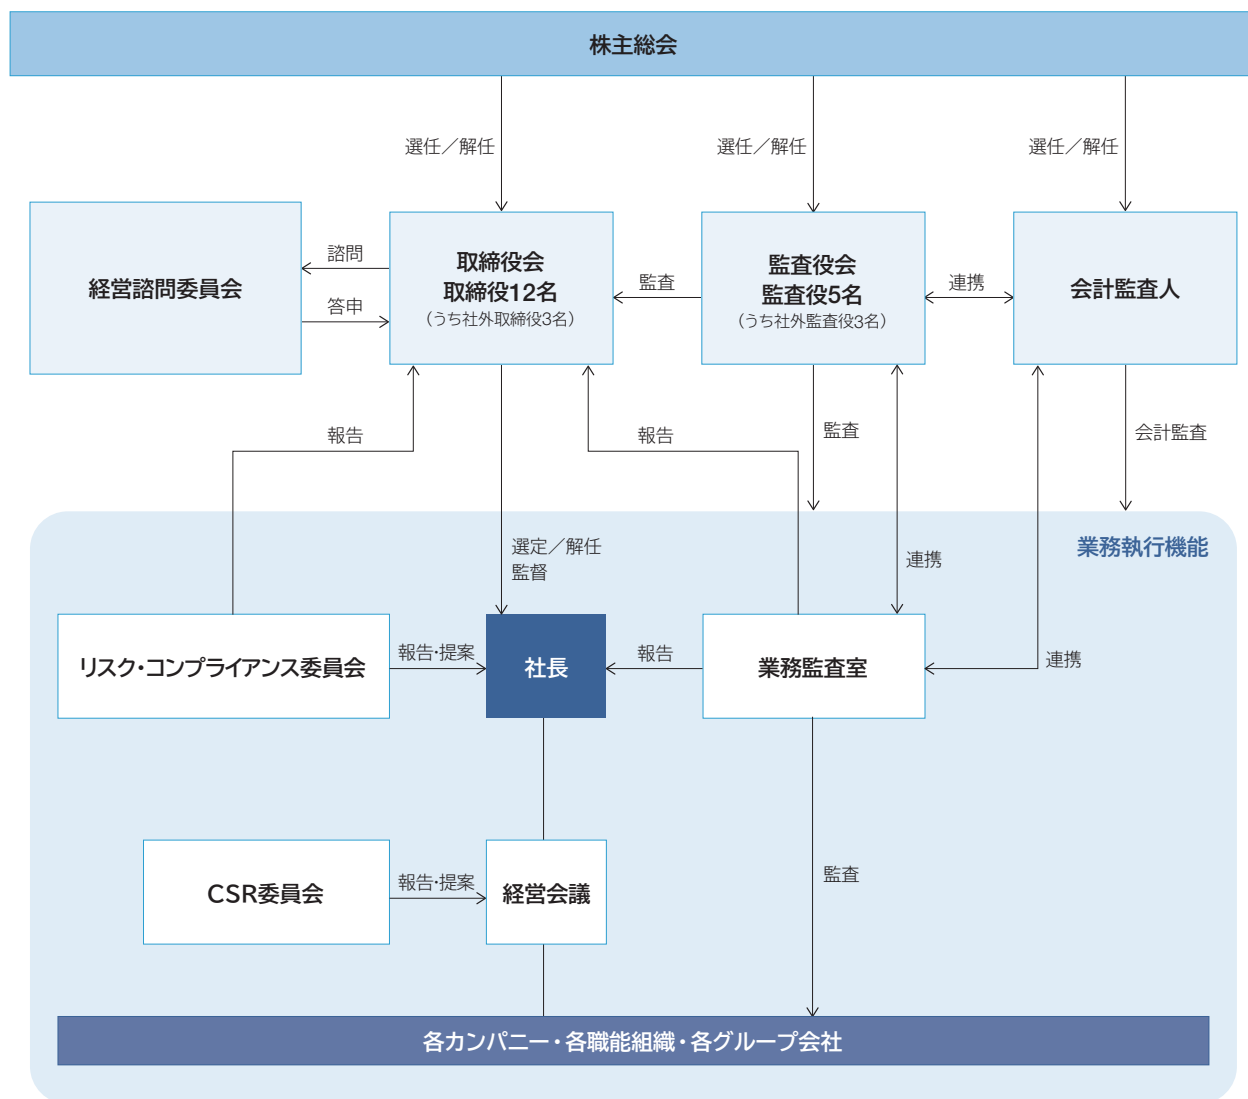 株主総会
選任／解任
選任／解任
選任／解任
経営諮問委員会
諮問
答申
取締役会
取締役12名
（うち社外取締役3名）
監査
監査役会
監査役5名
（うち社外監査役3名）
連携
会計監査人
報告
報告
監査
会計監査
業務執行機能
選定／解任
監督
連携
リスク・コンプライアンス委員会
報告・提案
社長
報告
業務監査室
連携
CSR委員会
報告・提案
経営会議
監査
各カンパニー・各職能組織・各グループ会社